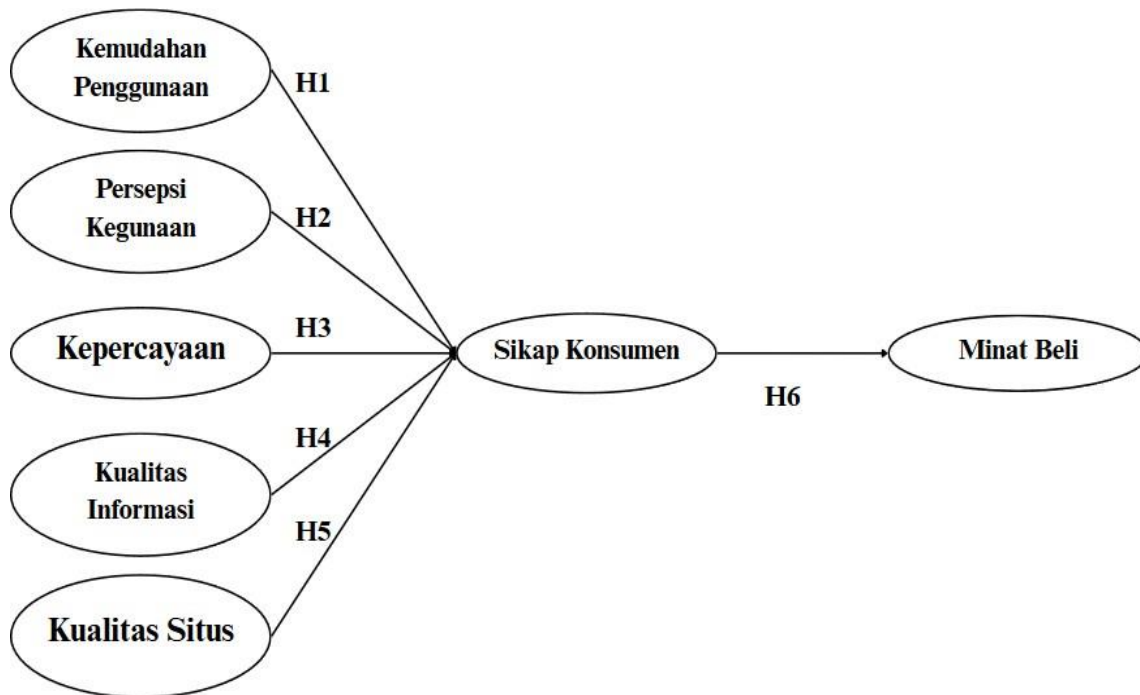 Kemudahan
Penggunaan
H1
Persepsi
Kegunaan
H2
Kepercayaan
H3
Sikap Konsumen
Minat Beli
H6
H4
Kualitas
Informasi
H5
Kualitas Situs